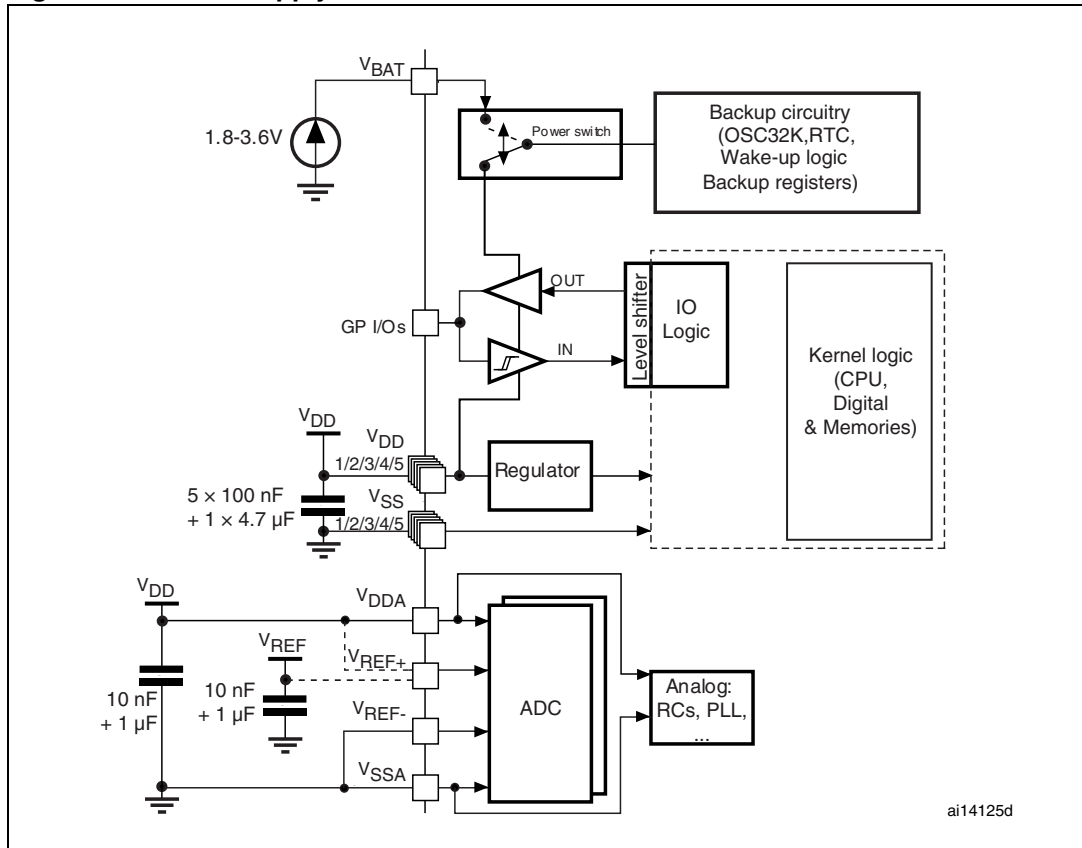 VBAT
1.8-3.6V
Power switch
Backup circuitry
(OSC32K,RTC,
Wake-up logic
Backup registers)
GP I/Os
OUT
IN
Level shifter
IO
Logic
Kernel logic
(CPU,
Digital
& Memories)
VDD
VDD
1/2/3/4/5
Regulator
5 × 100 nF
+ 1 × 4.7 µF
VSS
1/2/3/4/5
VDD
VDDA
VREF
VREF+
10 nF
+ 1 µF
10 nF
+ 1 µF
VREF-
ADC
Analog:
RCs, PLL,
...
VSSA
ai14125d